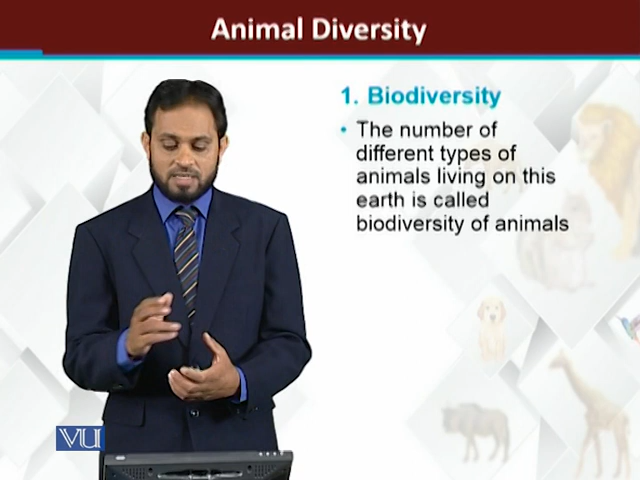 Animal Diversity
1. Biodiversity
• The number of
different types of
animals living on this
earth is called
biodiversity of animals
VU